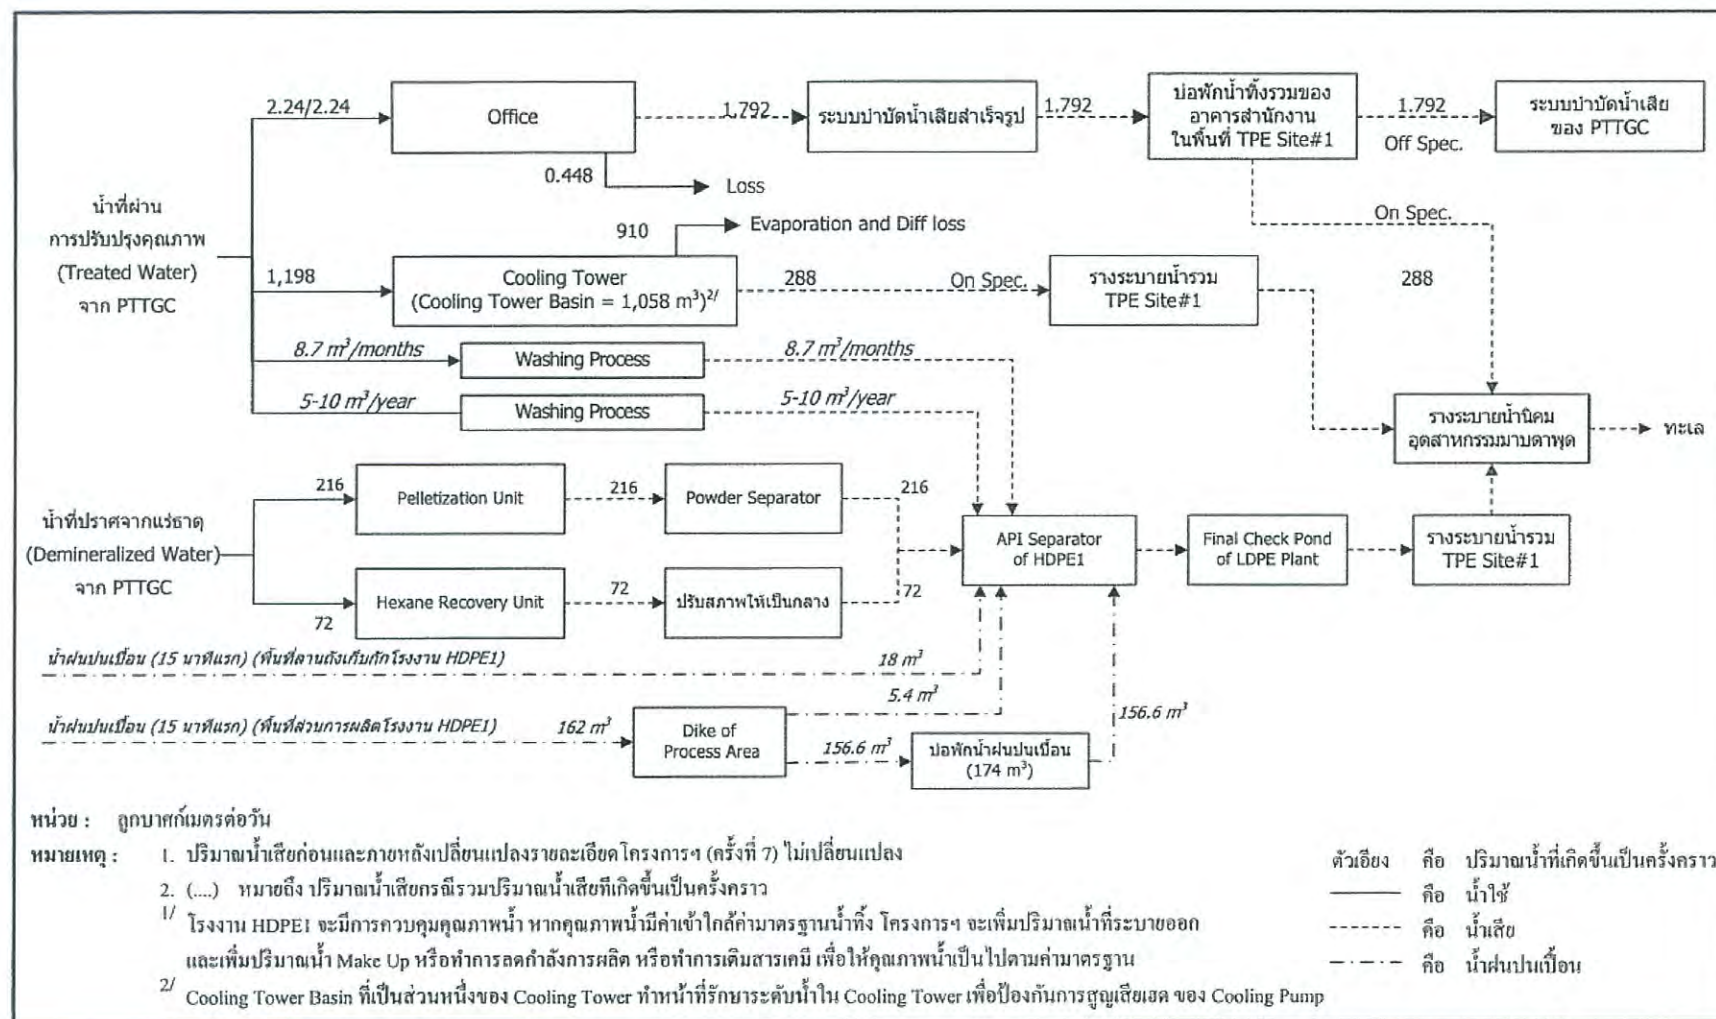 2.24/2.24
Office
1.792
ระบบบำบัดน้ำเสียสำเร็จรูป
1.792
บ่อพักน้ำทิ้งรวมของ
อาคารสำนักงาน
ในพื้นที่ TPE Site#1
1.792
Off Spec.
ระบบบำบัดน้ำเสีย
ของ PTTGC
0.448
Loss
On Spec.
น้ำที่ผ่าน
การปรับปรุงคุณภาพ
(Treated Water)
จาก PTTGC
910
Evaporation and Diff loss
1,198
Cooling Tower
(Cooling Tower Basin = 1,058 m³)²/
288
On Spec.
รางระบายน้ำรวม
TPE Site#1
288
8.7 m³/months
Washing Process
8.7 m³/months
5-10 m³/year
Washing Process
5-10 m³/year
รางระบายน้ำนิคม
อุตสาหกรรมมาบตาพุด
ทะเล
น้ำที่ปราศจากแร่ธาตุ
(Demineralized Water)
จาก PTTGC
216
Pelletization Unit
216
Powder Separator
216
API Separator
of HDPE1
Final Check Pond
of LDPE Plant
รางระบายน้ำรวม
TPE Site#1
72
Hexane Recovery Unit
72
ปรับสภาพให้เป็นกลาง
72
น้ำฝนปนเปื้อน (15 นาทีแรก) (พื้นที่ลานถังเก็บกักโรงงาน HDPE1)
18 m³
5.4 m³
น้ำฝนปนเปื้อน (15 นาทีแรก) (พื้นที่ส่วนการผลิตโรงงาน HDPE1)
162 m³
Dike of
Process Area
156.6 m³
บ่อพักน้ำฝนปนเปื้อน
(174 m³)
156.6 m³
หน่วย : ลูกบาศก์เมตรต่อวัน
หมายเหตุ : 1. ปริมาณน้ำเสียก่อนและภายหลังเปลี่ยนแปลงรายละเอียดโครงการฯ (ครั้งที่ 7) ไม่เปลี่ยนแปลง
2. (....) หมายถึง ปริมาณน้ำเสียกรณีรวมปริมาณน้ำเสียที่เกิดขึ้นเป็นครั้งคราว
1/ โรงงาน HDPE1 จะมีการควบคุมคุณภาพน้ำ หากคุณภาพน้ำมีค่าเข้าใกล้ค่ามาตรฐานน้ำทิ้ง โครงการฯ จะเพิ่มปริมาณน้ำที่ระบายออก
และเพิ่มปริมาณน้ำ Make Up หรือทำการลดกำลังการผลิต หรือทำการเติมสารเคมี เพื่อให้คุณภาพน้ำเป็นไปตามค่ามาตรฐาน
2/ Cooling Tower Basin ที่เป็นส่วนหนึ่งของ Cooling Tower ทำหน้าที่รักษาระดับน้ำใน Cooling Tower เพื่อป้องกันการสูญเสียเฮด ของ Cooling Pump
ตัวเอียง คือ ปริมาณน้ำที่เกิดขึ้นเป็นครั้งคราว
คือ น้ำใช้
คือ น้ำเสีย
คือ น้ำฝนปนเปื้อน